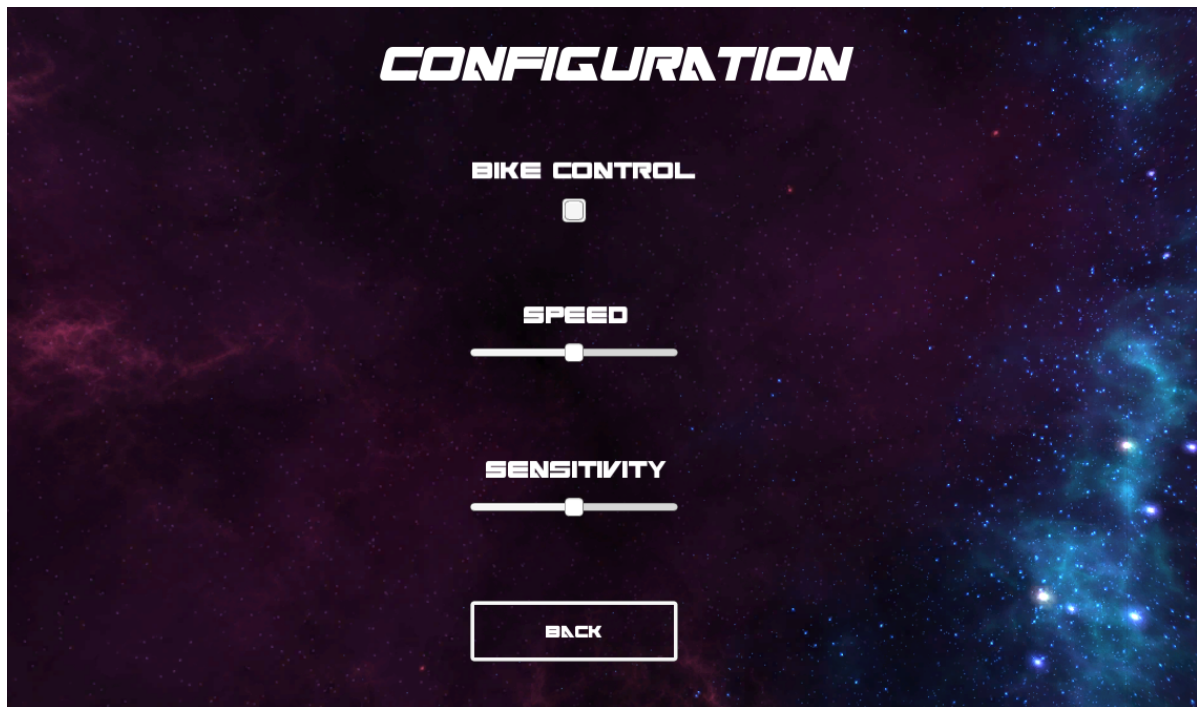 CONFIGURATION
BIKE CONTROL
SPEED
SENSITIVITY
BACK